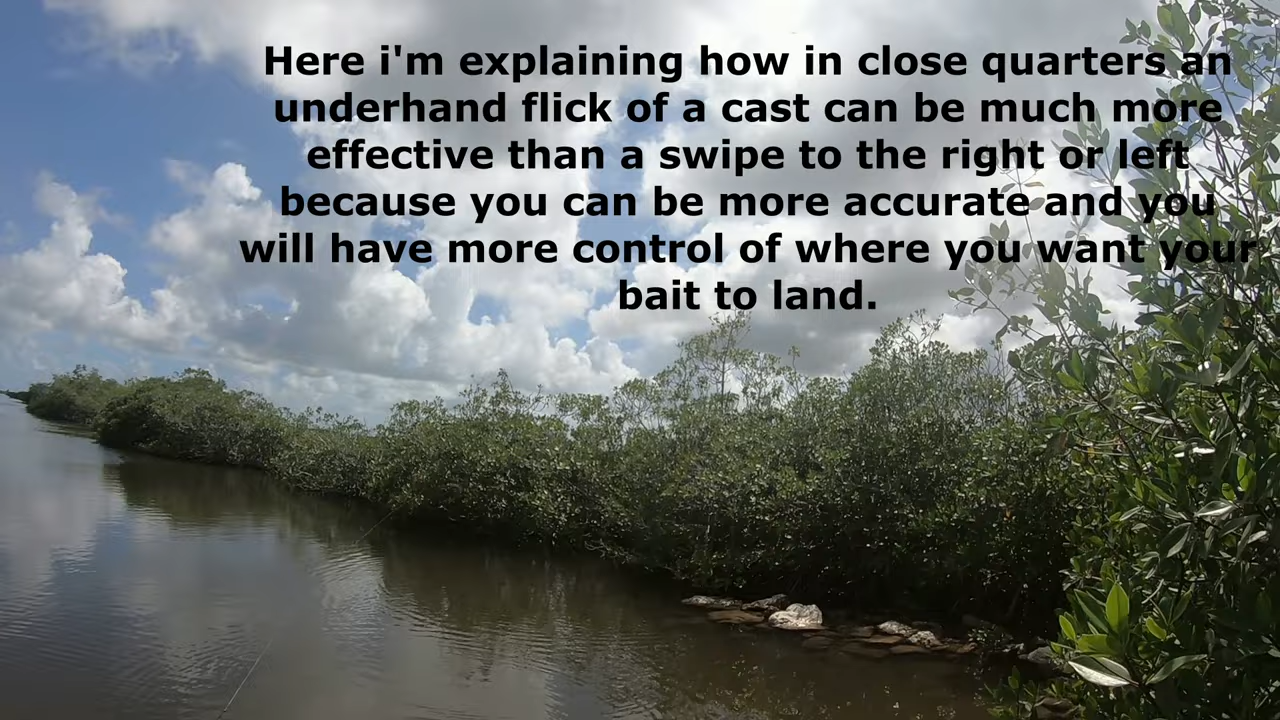 Here i'm explaining how in close quarters an
underhand flick of a cast can be much more
effective than a swipe to the right or left
because you can be more accurate and you
will have more control of where you want your
bait to land.